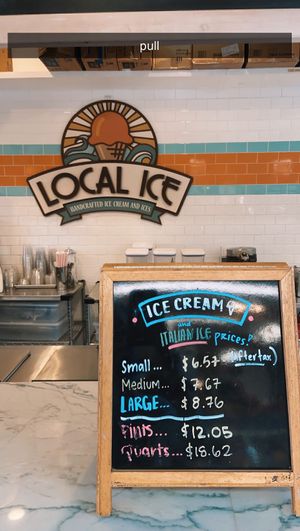 pull
LOCAL ICE
HANDCRAFTED ICE CREAM AND ICES
ICE CREAM
and
ITALIAN ICE prices!
Small... $6.57 (after tax)
Medium... $7.67
LARGE... $8.76
Pints... $12.05
Quarts... $18.62